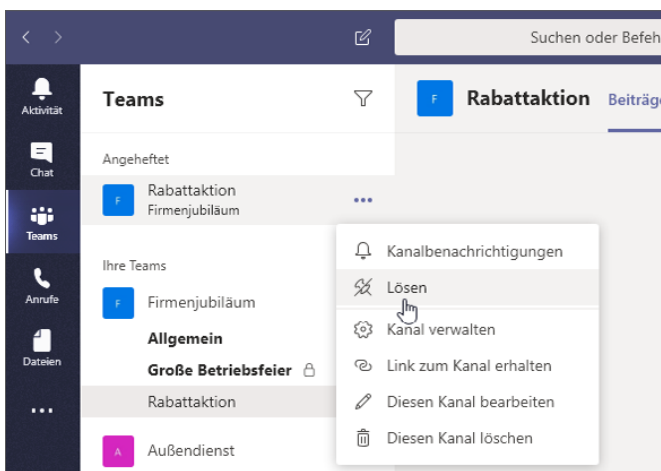 Suchen oder Befeh
Aktivität
Chat
Teams
Anrufe
Dateien
Teams
Angeheftet
F
Rabattaktion
Firmenjubiläum
Ihre Teams
F
Firmenjubiläum
Allgemein
Große Betriebsfeier
Rabattaktion
A
Außendienst
F
Rabattaktion
Beiträge
Kanalbenachrichtigungen
Lösen
Kanal verwalten
Link zum Kanal erhalten
Diesen Kanal bearbeiten
Diesen Kanal löschen